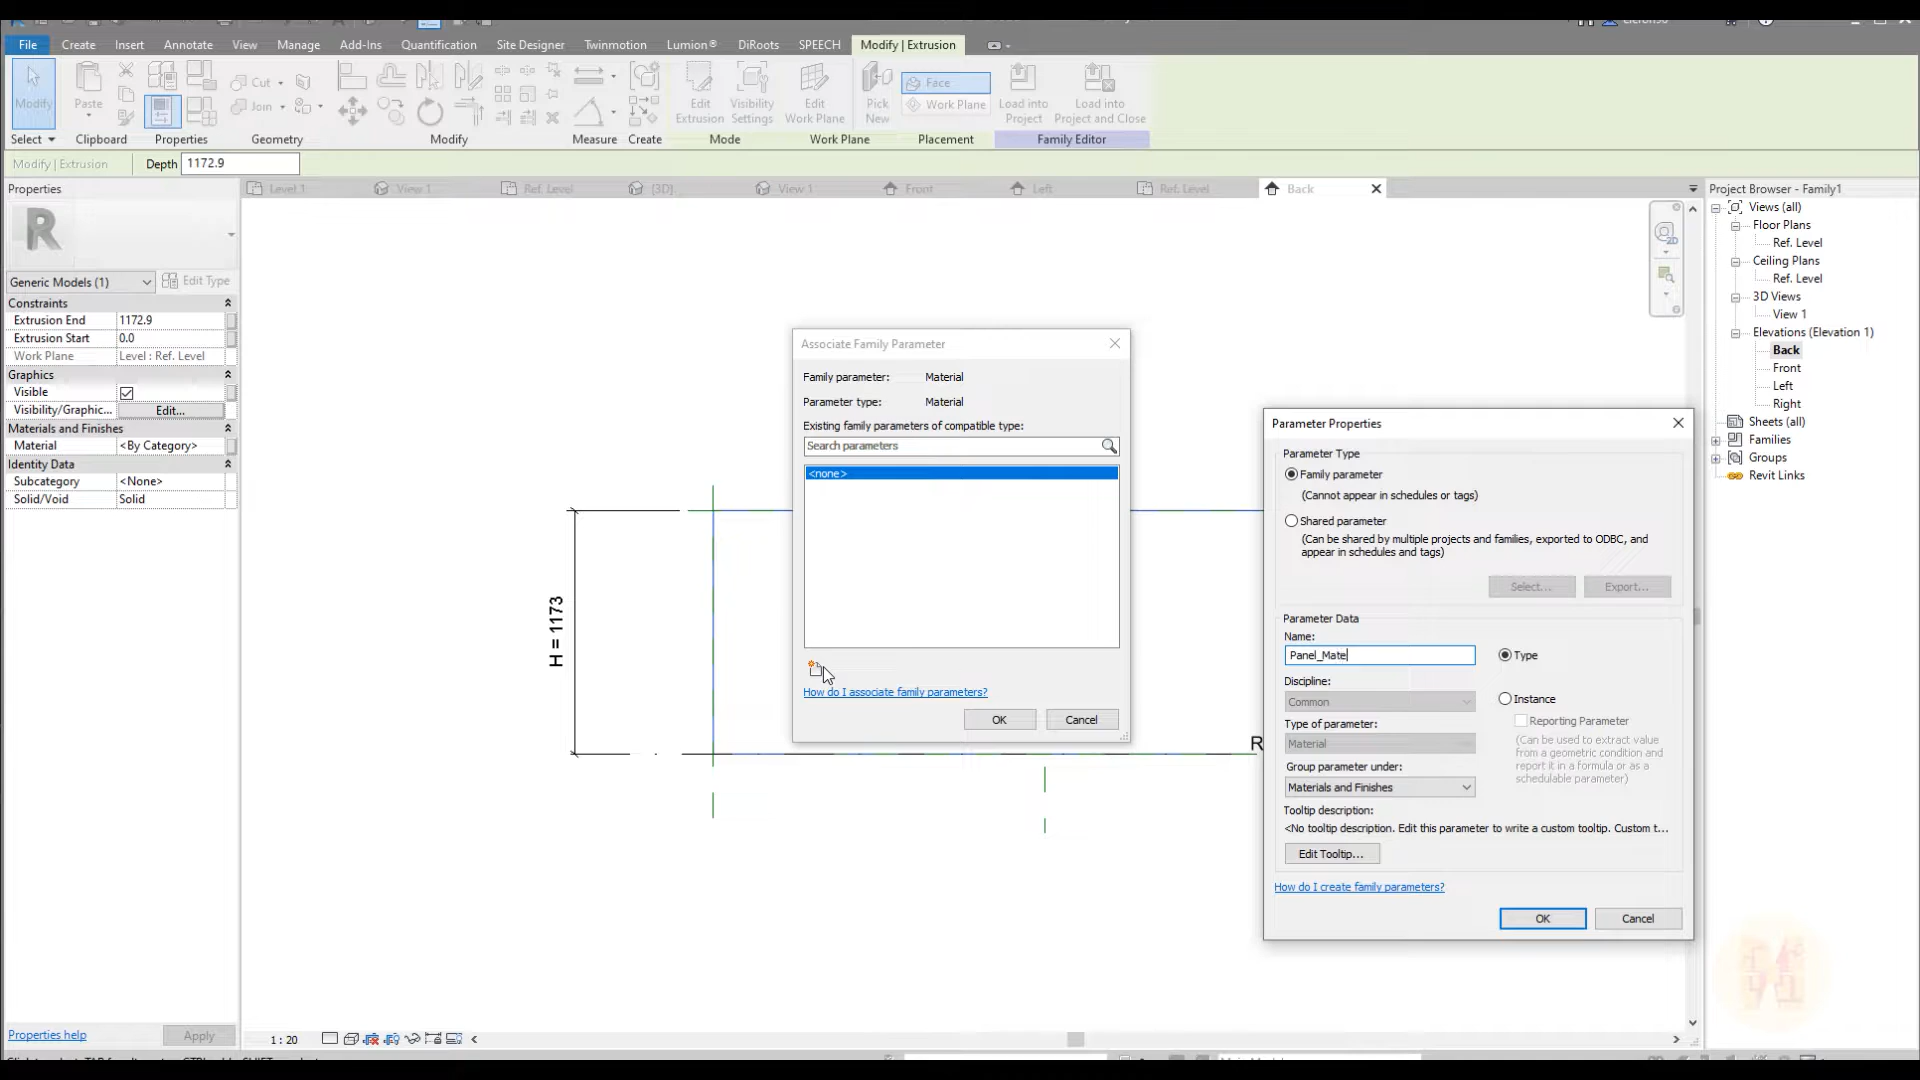 File Create Insert Annotate View Manage Add-Ins Quantification Site Designer Twinmotion Lumion® DiRoots SPEECH Modify | Extrusion
Modify
Paste
Cut
Join
Edit Extrusion
Visibility Settings
Edit Work Plane
Pick New
Face
Work Plane
Load into Project
Load into Project and Close
Select Clipboard Properties Geometry Modify Measure Create Mode Work Plane Placement Family Editor
Modify | Extrusion Depth 1172.9
Properties
Level 1 View 1 Ref. Level {3D} View 1 Front Left Ref. Level Back
Project Browser - Family1
R
Generic Models (1) Edit Type
Constraints
Extrusion End 1172.9
Extrusion Start 0.0
Work Plane Level : Ref. Level
Graphics
Visible
Visibility/Graphic... Edit...
Materials and Finishes
Material <By Category>
Identity Data
Subcategory <None>
Solid/Void Solid
Properties help Apply
H = 1173
R
2D
Associate Family Parameter
Family parameter: Material
Parameter type: Material
Existing family parameters of compatible type:
Search parameters
<none>
How do I associate family parameters?
OK Cancel
Parameter Properties
Parameter Type
Family parameter
(Cannot appear in schedules or tags)
Shared parameter
(Can be shared by multiple projects and families, exported to ODBC, and
appear in schedules and tags)
Select... Export...
Parameter Data
Name:
Panel_Mate
Type
Discipline:
Common
Instance
Type of parameter:
Reporting Parameter
Material
(Can be used to extract value
from a geometric condition and
report it in a formula or as a
schedulable parameter)
Group parameter under:
Materials and Finishes
Tooltip description:
<No tooltip description. Edit this parameter to write a custom tooltip. Custom t...
Edit Tooltip...
How do I create family parameters?
OK Cancel
Views (all)
Floor Plans
Ref. Level
Ceiling Plans
Ref. Level
3D Views
View 1
Elevations (Elevation 1)
Back
Front
Left
Right
Sheets (all)
Families
Groups
Revit Links
1 : 20